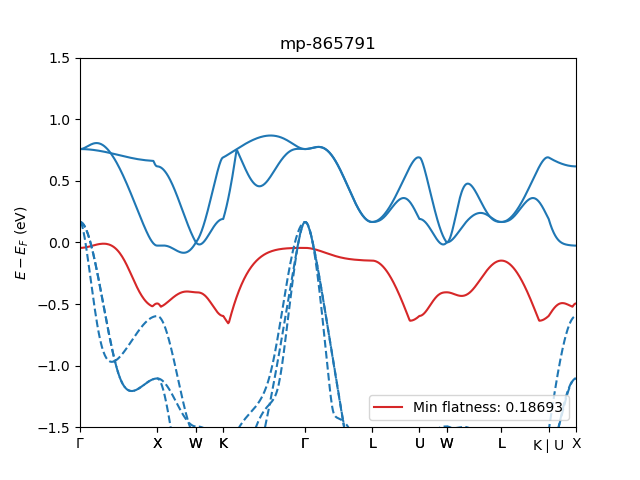 mp-865791
1.5
1.0
0.5
0.0
−0.5
−1.0
−1.5
E − E_F (eV)
Min flatness: 0.18693
Γ X W K Γ L U W L K | U X